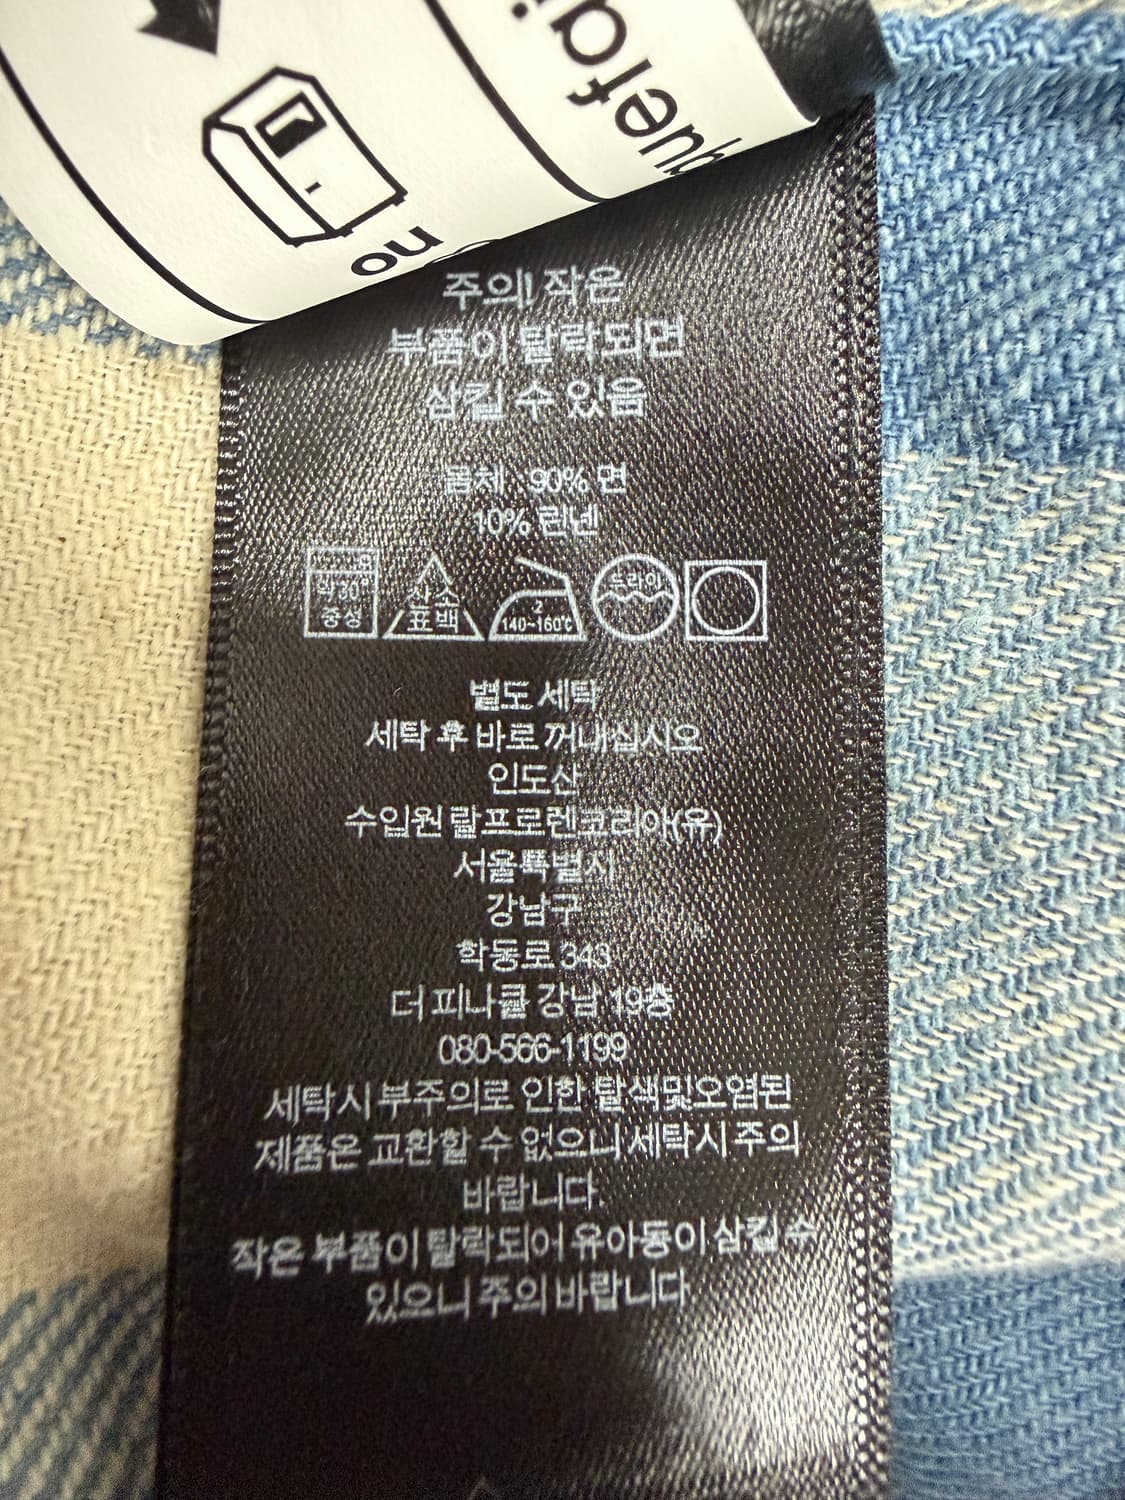 no
주의! 작은
부품이 탈락되면
삼킬 수 있음
몸체 : 90% 면
10% 린넨
약30°
중성
산소
표백
2
140~160℃
드라이
별도 세탁
세탁 후 바로 꺼내십시오
인도산
수입원 랄프로렌코리아(유)
서울특별시
강남구
학동로 343
더 피나클 강남 19층
080-566-1199
세탁시 부주의로 인한 탈색및오염된
제품은 교환할 수 없으니 세탁시 주의
바랍니다.
작은 부품이 탈락되어 유아동이 삼킬 수
있으니 주의 바랍니다